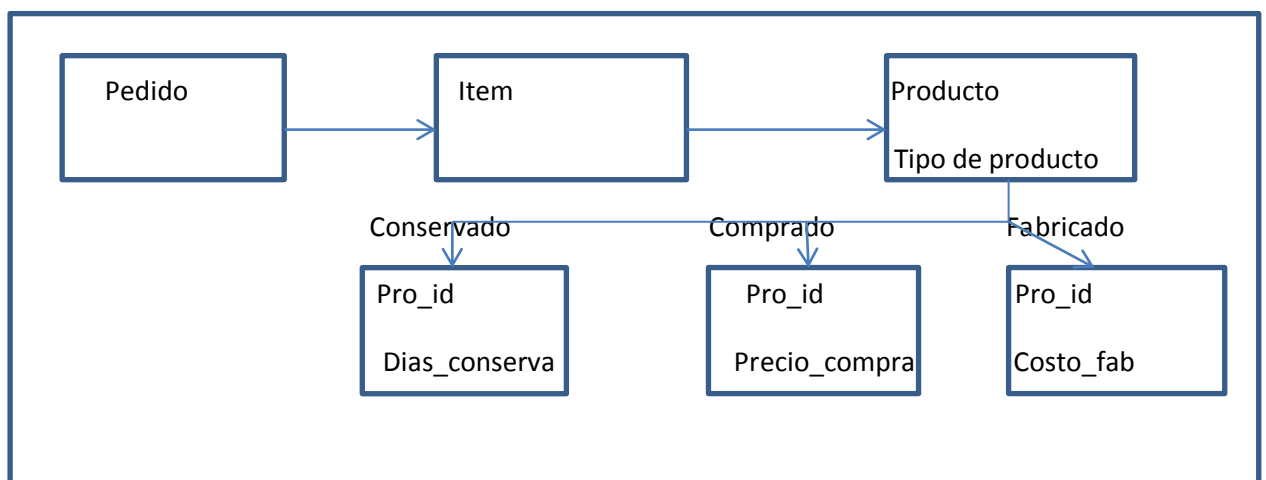 Pedido
Item
Producto
Tipo de producto
Conservado
Comprado
Fabricado
Pro_id
Dias_conserva
Pro_id
Precio_compra
Pro_id
Costo_fab